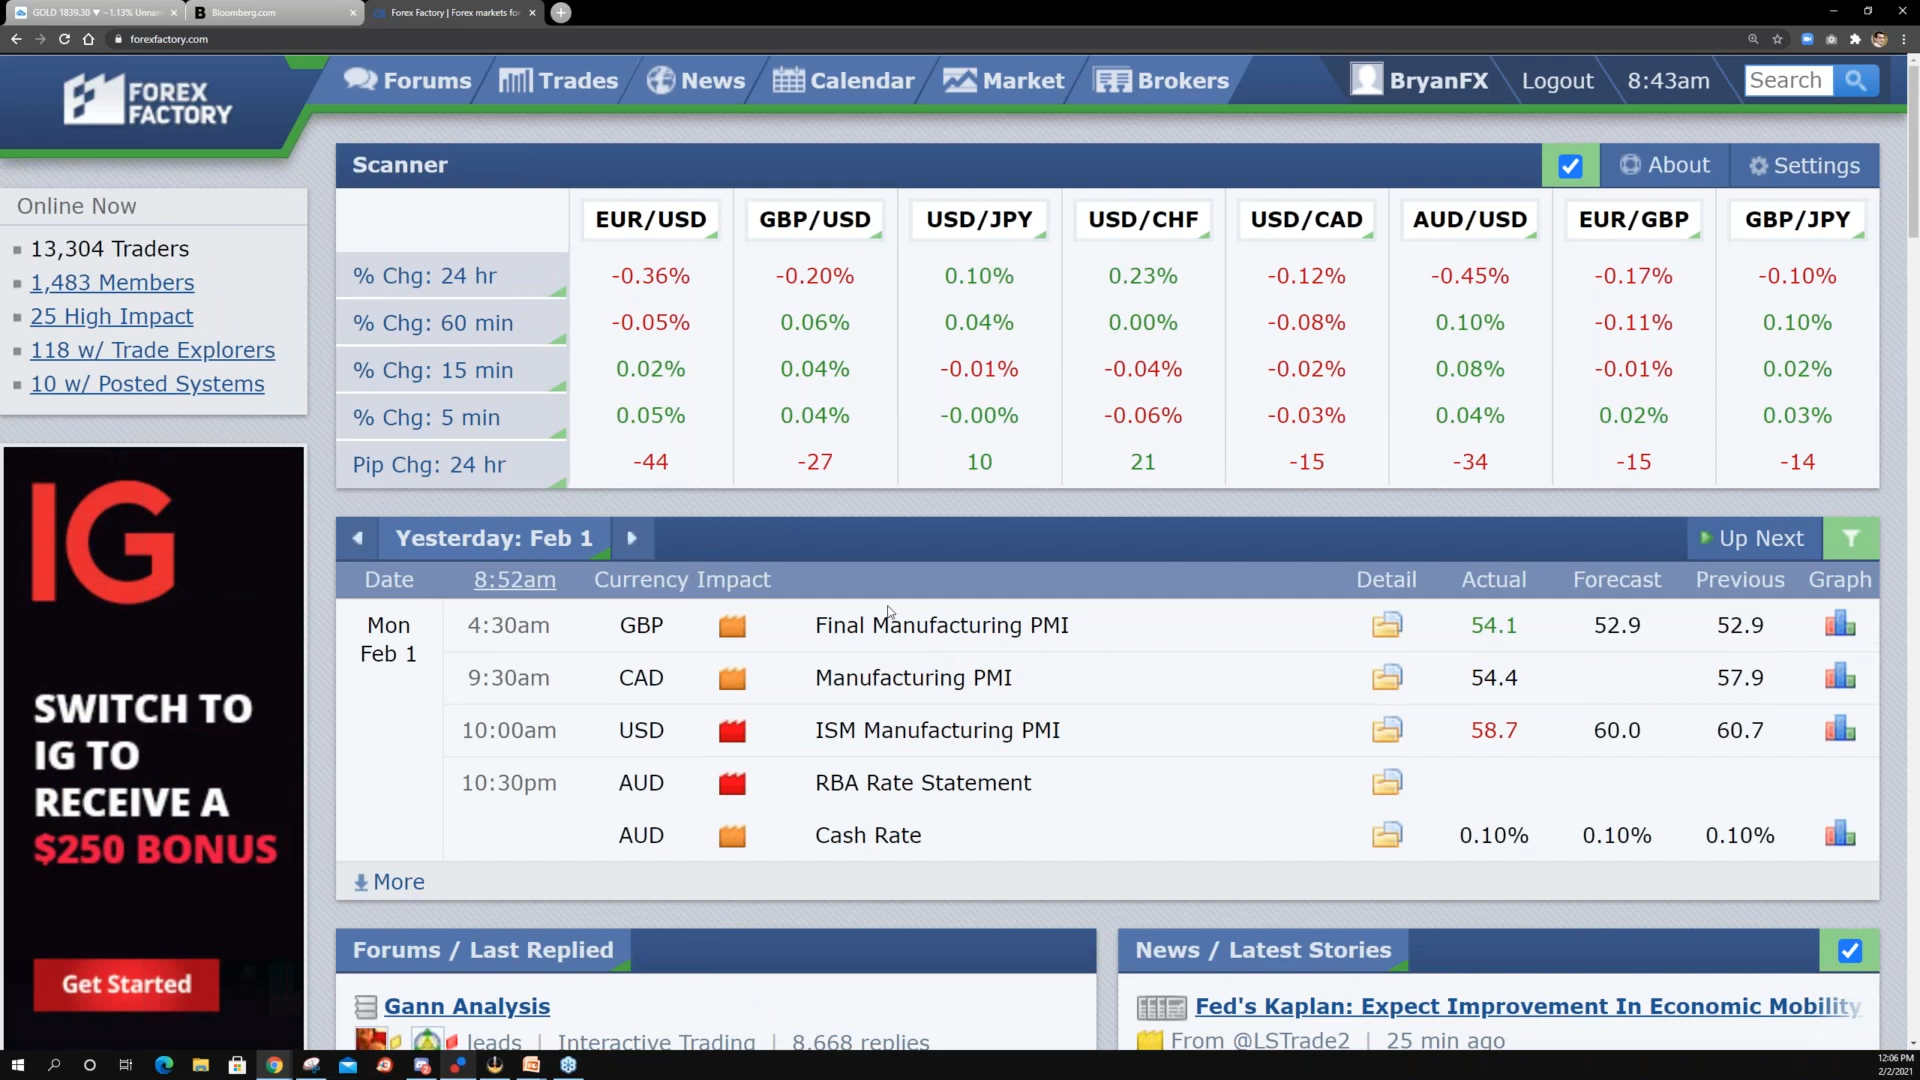 GOLD 1839.30 ▼ −1.13% Unnam
Bloomberg.com
Forex Factory | Forex markets for
forexfactory.com
FOREX FACTORY
Forums
Trades
News
Calendar
Market
Brokers
BryanFX
Logout
8:43am
Search
Online Now
13,304 Traders
1,483 Members
25 High Impact
118 w/ Trade Explorers
10 w/ Posted Systems
IG
SWITCH TO
IG TO
RECEIVE A
$250 BONUS
Get Started
Scanner
About
Settings
EUR/USD GBP/USD USD/JPY USD/CHF USD/CAD AUD/USD EUR/GBP GBP/JPY
% Chg: 24 hr -0.36% -0.20% 0.10% 0.23% -0.12% -0.45% -0.17% -0.10%
% Chg: 60 min -0.05% 0.06% 0.04% 0.00% -0.08% 0.10% -0.11% 0.10%
% Chg: 15 min 0.02% 0.04% -0.01% -0.04% -0.02% 0.08% -0.01% 0.02%
% Chg: 5 min 0.05% 0.04% -0.00% -0.06% -0.03% 0.04% 0.02% 0.03%
Pip Chg: 24 hr -44 -27 10 21 -15 -34 -15 -14
Yesterday: Feb 1
Up Next
Date 8:52am Currency Impact Detail Actual Forecast Previous Graph
Mon 4:30am GBP Final Manufacturing PMI 54.1 52.9 52.9
Feb 1
9:30am CAD Manufacturing PMI 54.4 57.9
10:00am USD ISM Manufacturing PMI 58.7 60.0 60.7
10:30pm AUD RBA Rate Statement
AUD Cash Rate 0.10% 0.10% 0.10%
More
Forums / Last Replied
Gann Analysis
leads | Interactive Trading | 8,668 replies
News / Latest Stories
Fed's Kaplan: Expect Improvement In Economic Mobility
From @LSTrade2 | 25 min ago
12:06 PM
2/2/2021